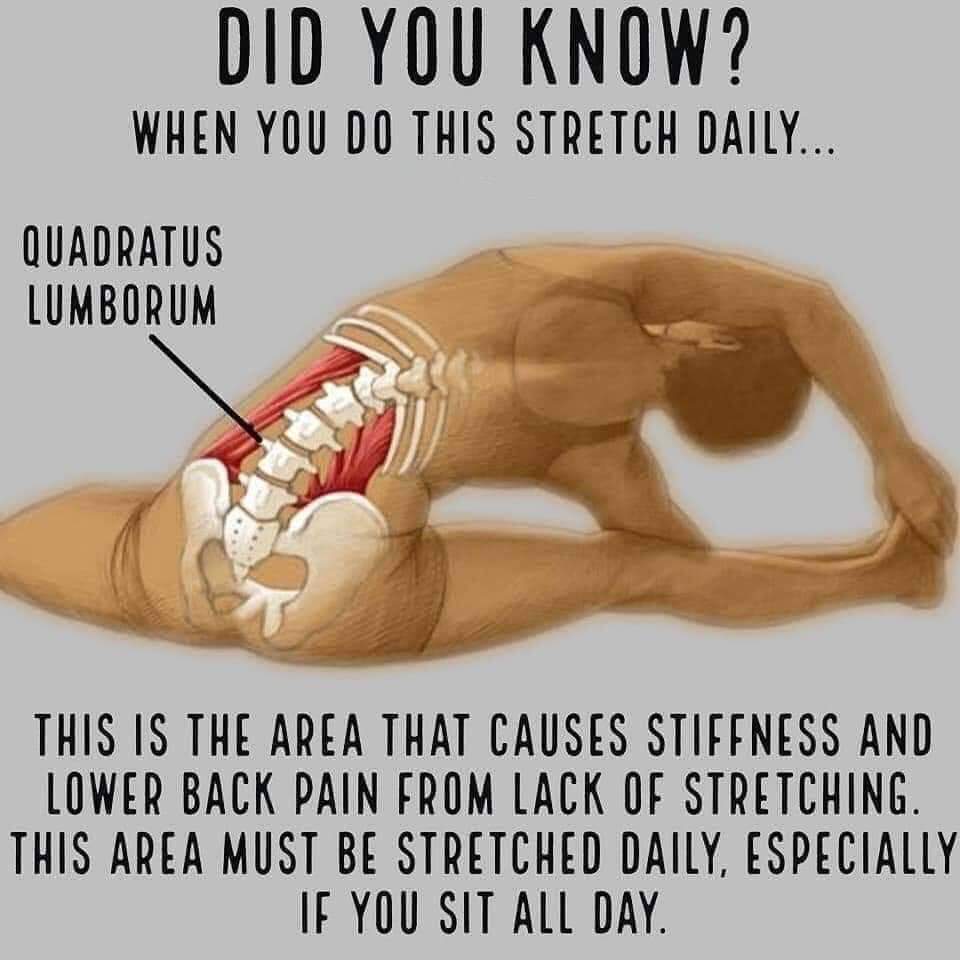 DID YOU KNOW?
WHEN YOU DO THIS STRETCH DAILY...
QUADRATUS
LUMBORUM
THIS IS THE AREA THAT CAUSES STIFFNESS AND
LOWER BACK PAIN FROM LACK OF STRETCHING.
THIS AREA MUST BE STRETCHED DAILY, ESPECIALLY
IF YOU SIT ALL DAY.